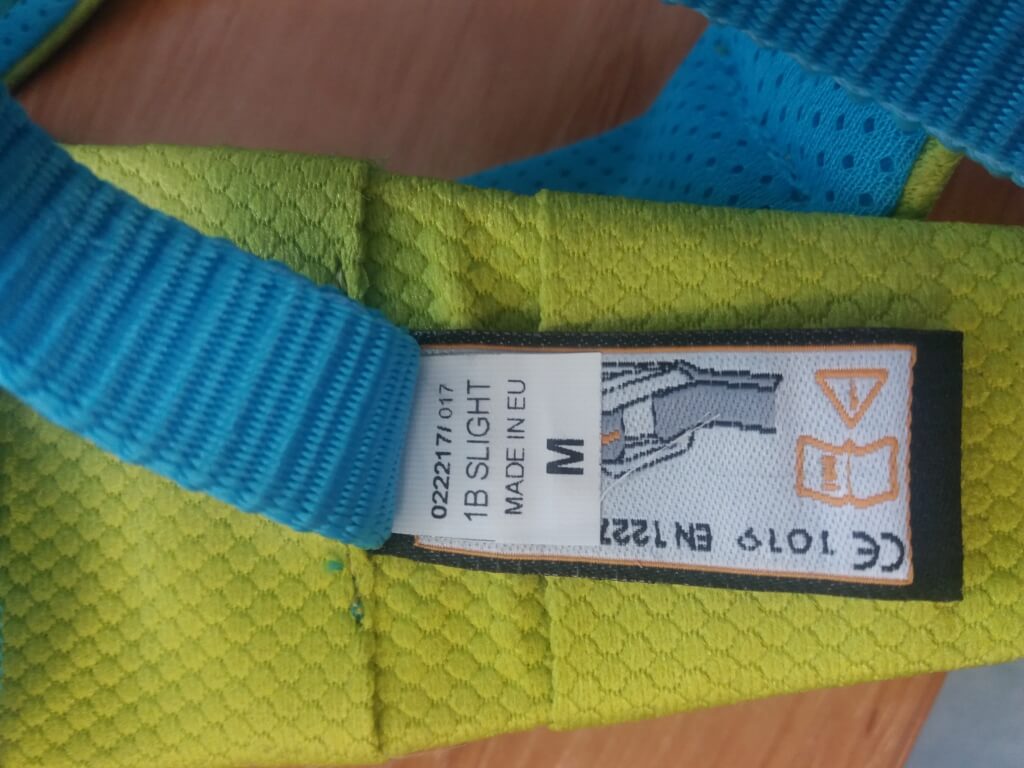 022217/ 017
1B SLIGHT
MADE IN EU
M
CE 1019 EN 1227